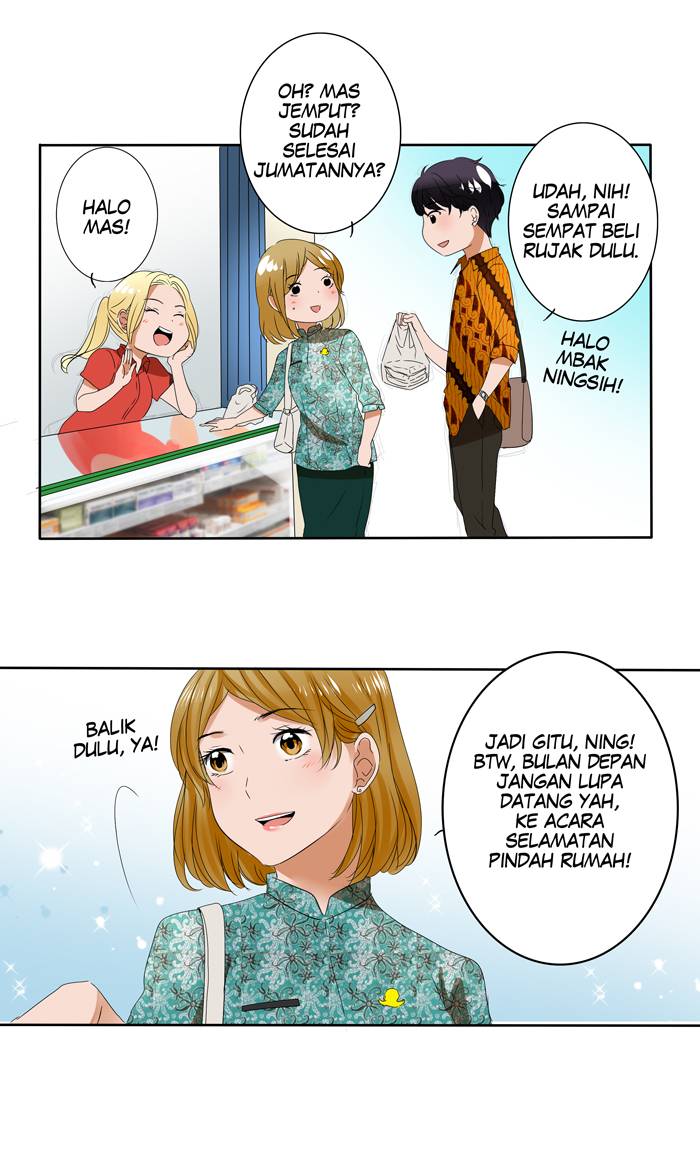 HALO
MAS!
OH? MAS
JEMPUT?
SUDAH
SELESAI
JUMATANNYA?
UDAH, NIH!
SAMPAI
SEMPAT BELI
RUJAK DULU.
HALO
MBAK
NINGSIH!
BALIK
DULU, YA!
JADI GITU, NING!
BTW, BULAN DEPAN
JANGAN LUPA
DATANG YAH,
KE ACARA
SELAMATAN
PINDAH RUMAH!